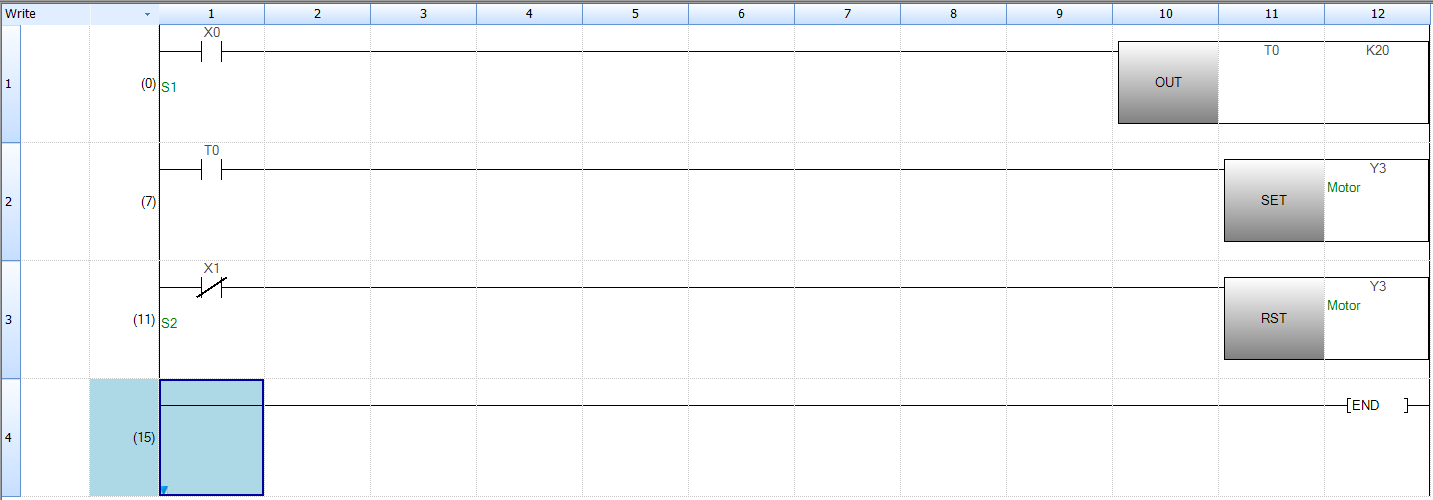 Write 1 2 3 4 5 6 7 8 9 10 11 12
X0
1 (0) S1 OUT T0 K20
T0
2 (7) SET Y3
Motor
X1
3 (11) S2 RST Y3
Motor
4 (15) [END ]